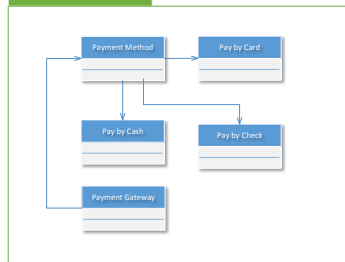 Payment Method
Pay by Card
Pay by Cash
Pay by Check
Payment Gateway